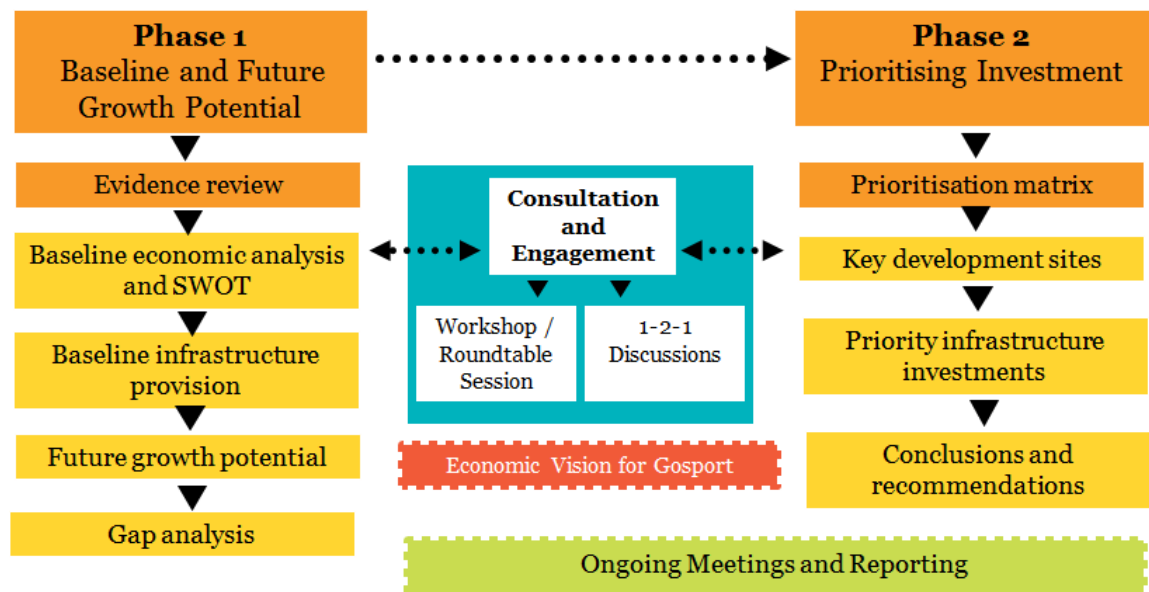 Phase 1
Baseline and Future
Growth Potential
Evidence review
Baseline economic analysis
and SWOT
Baseline infrastructure
provision
Future growth potential
Gap analysis
Consultation
and
Engagement
Workshop /
Roundtable
Session
1-2-1
Discussions
Economic Vision for Gosport
Phase 2
Prioritising Investment
Prioritisation matrix
Key development sites
Priority infrastructure
investments
Conclusions and
recommendations
Ongoing Meetings and Reporting